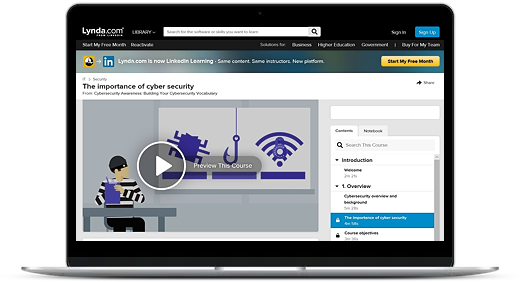 Lynda.com
FROM LINKEDIN
LIBRARY
Search for the software or skills you want to learn
Sign In
Sign Up
Start My Free Month
Reactivate
Solutions for:
Business
Higher Education
Government
Buy For My Team
Lynda.com is now LinkedIn Learning - Same content. Same instructors. New platform.
Start My Free Month
in
IT > Security
The importance of cyber security
From: Cybersecurity Awareness: Building Your Cybersecurity Vocabulary
Share
Preview This Course
Contents
Notebook
Search This Course
Introduction
Welcome
2m 21s
1. Overview
Cybersecurity overview and
background
5m 28s
The importance of cyber security
4m 58s
Course objectives